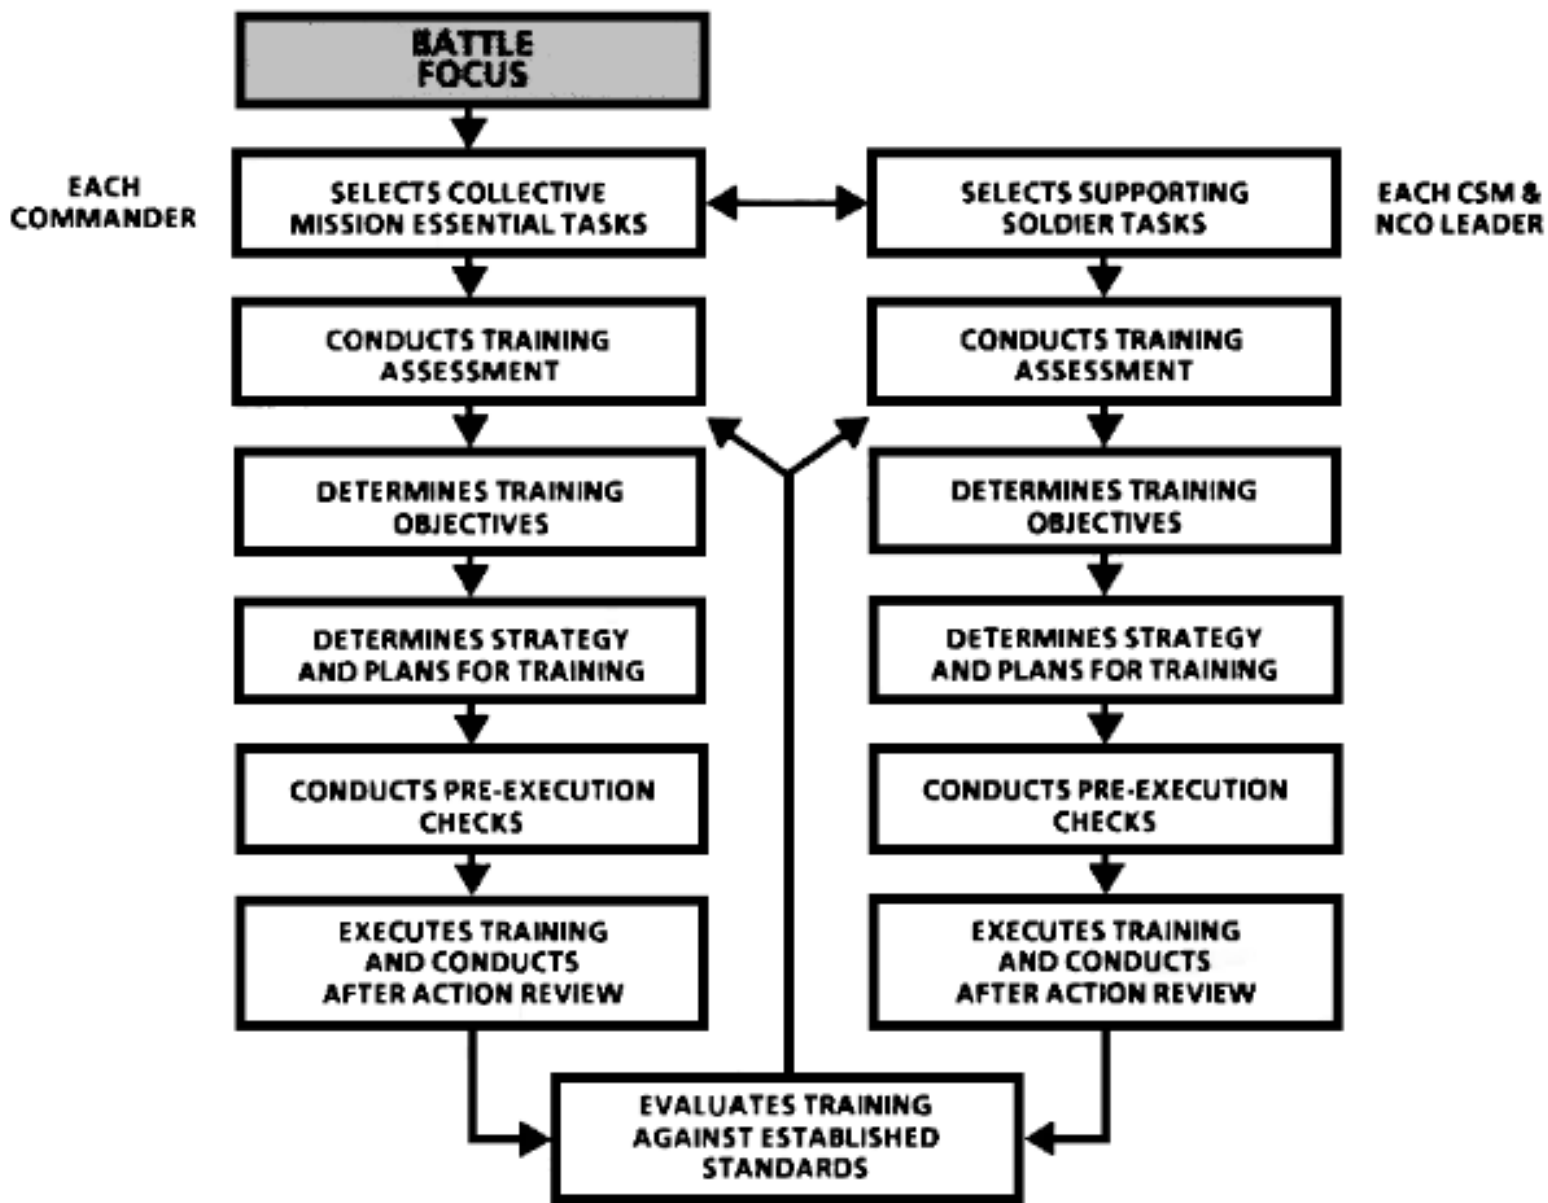 BATTLE
FOCUS
EACH
COMMANDER
SELECTS COLLECTIVE
MISSION ESSENTIAL TASKS
SELECTS SUPPORTING
SOLDIER TASKS
EACH CSM &
NCO LEADER
CONDUCTS TRAINING
ASSESSMENT
CONDUCTS TRAINING
ASSESSMENT
DETERMINES TRAINING
OBJECTIVES
DETERMINES TRAINING
OBJECTIVES
DETERMINES STRATEGY
AND PLANS FOR TRAINING
DETERMINES STRATEGY
AND PLANS FOR TRAINING
CONDUCTS PRE-EXECUTION
CHECKS
CONDUCTS PRE-EXECUTION
CHECKS
EXECUTES TRAINING
AND CONDUCTS
AFTER ACTION REVIEW
EXECUTES TRAINING
AND CONDUCTS
AFTER ACTION REVIEW
EVALUATES TRAINING
AGAINST ESTABLISHED
STANDARDS